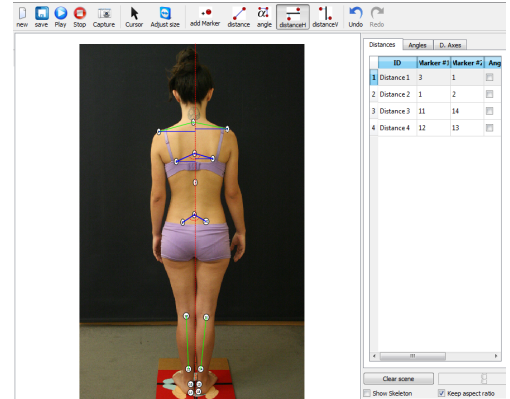 new save Play Stop Capture Cursor Adjust size add Marker distance angle distanceH distanceV Undo Redo
Distances Angles D. Axes
ID Marker #1 Marker #2 Ang
1 Distance 1 3 1
2 Distance 2 1 2
3 Distance 3 11 14
4 Distance 4 12 13
Clear scene
Show Skeleton Keep aspect ratio